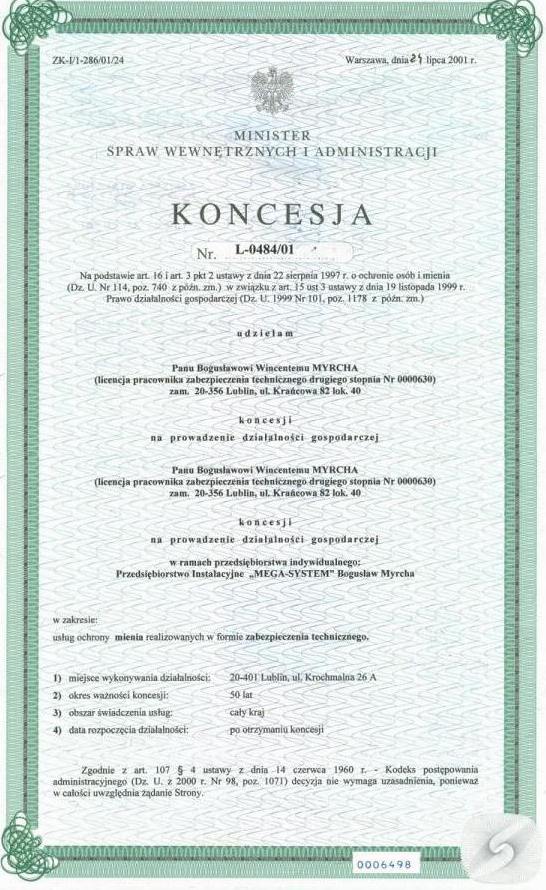 ZK-I/1-286/01/24
Warszawa, dnia 24 lipca 2001 r.
MINISTER
SPRAW WEWNĘTRZNYCH I ADMINISTRACJI
KONCESJA
Nr. L-0484/01
Na podstawie art. 16 i art. 3 pkt 2 ustawy z dnia 22 sierpnia 1997 r. o ochronie osób i mienia
(Dz. U. Nr 114, poz. 740 z późn. zm.) w związku z art. 15 ust 3 ustawy z dnia 19 listopada 1999 r.
Prawo działalności gospodarczej (Dz. U. 1999 Nr 101, poz. 1178 z późn. zm.)
udzielam
Panu Bogusławowi Wincentemu MYRCHA
(licencja pracownika zabezpieczenia technicznego drugiego stopnia Nr 0000630)
zam. 20-356 Lublin, ul. Krańcowa 82 lok. 40
koncesji
na prowadzenie działalności gospodarczej
Panu Bogusławowi Wincentemu MYRCHA
(licencja pracownika zabezpieczenia technicznego drugiego stopnia Nr 0000630)
zam. 20-356 Lublin, ul. Krańcowa 82 lok. 40
koncesji
na prowadzenie działalności gospodarczej
w ramach przedsiębiorstwa indywidualnego:
Przedsiębiorstwo Instalacyjne „MEGA-SYSTEM” Bogusław Myrcha
w zakresie:
usług ochrony mienia realizowanych w formie zabezpieczenia technicznego.
1) miejsce wykonywania działalności: 20-401 Lublin, ul. Krochmalna 26 A
2) okres ważności koncesji: 50 lat
3) obszar świadczenia usług: cały kraj
4) data rozpoczęcia działalności: po otrzymaniu koncesji
Zgodnie z art. 107 § 4 ustawy z dnia 14 czerwca 1960 r. - Kodeks postępowania
administracyjnego (Dz. U. z 2000 r. Nr 98, poz. 1071) decyzja nie wymaga uzasadnienia, ponieważ
w całości uwzględnia żądanie Strony.
0006498